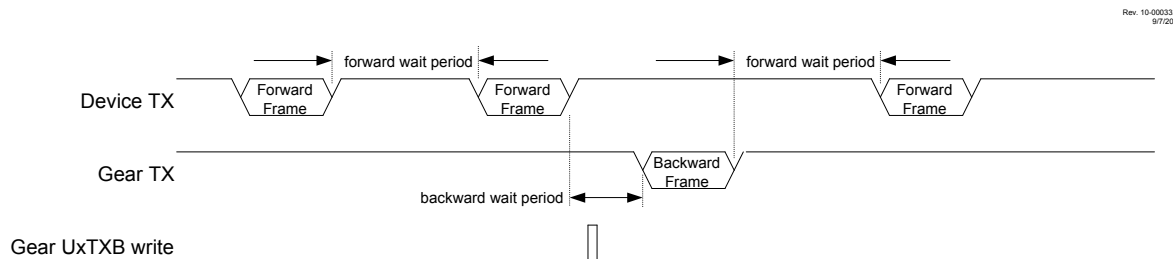 Rev. 10-00033
9/7/20
forward wait period
forward wait period
Device TX
Forward
Frame
Forward
Frame
Forward
Frame
Gear TX
Backward
Frame
backward wait period
Gear UxTXB write